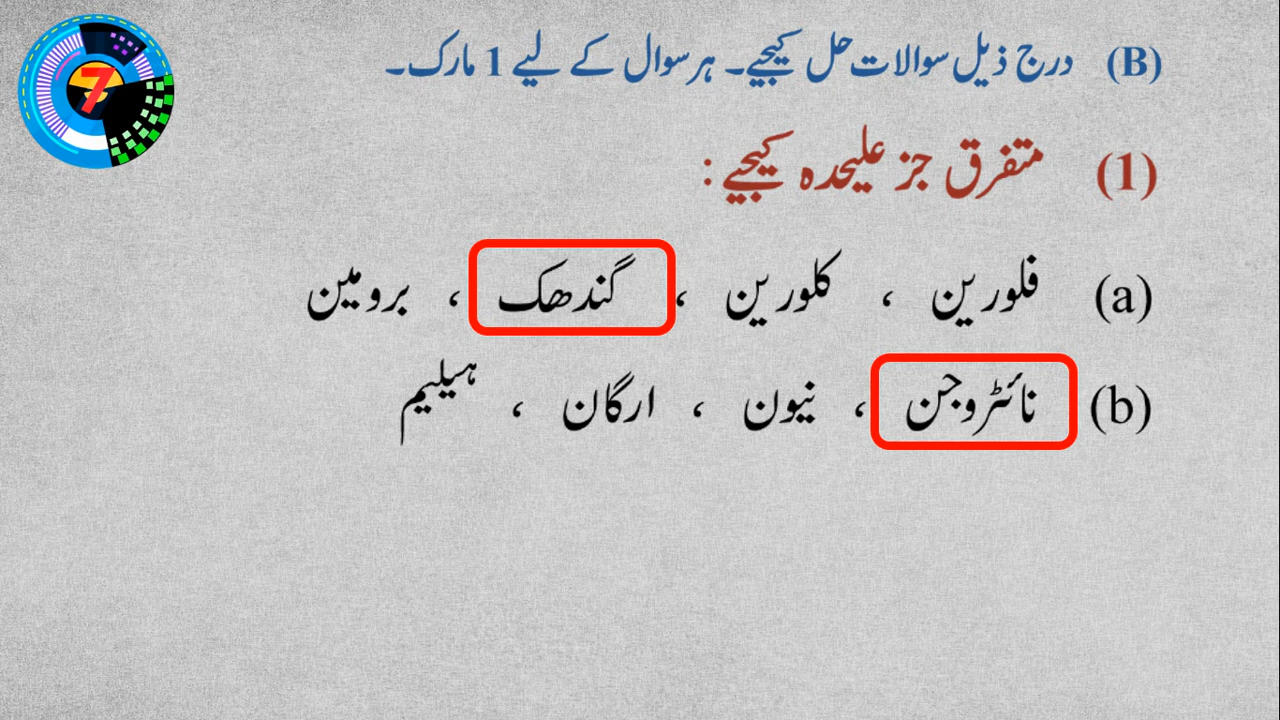 (B) درج ذیل سوالات حل کیجیے۔ ہر سوال کے لیے 1 مارک۔
(1) متفرق جز علیحدہ کیجیے :
(a) فلورین ، کلورین ، گندھک ، برومین
(b) نائٹروجن ، نیون ، ارگان ، ہیلیم
7